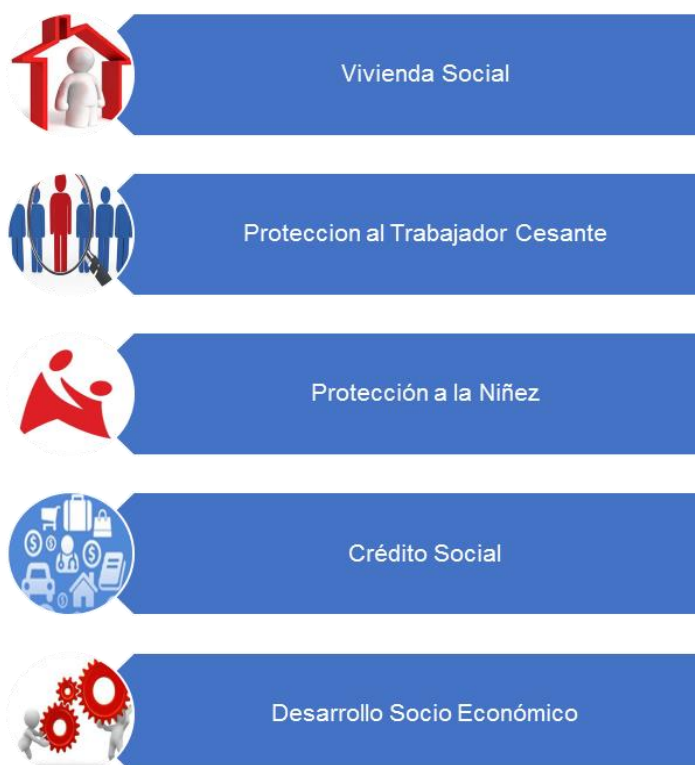 Vivienda Social
Proteccion al Trabajador Cesante
Protección a la Niñez
Crédito Social
Desarrollo Socio Económico